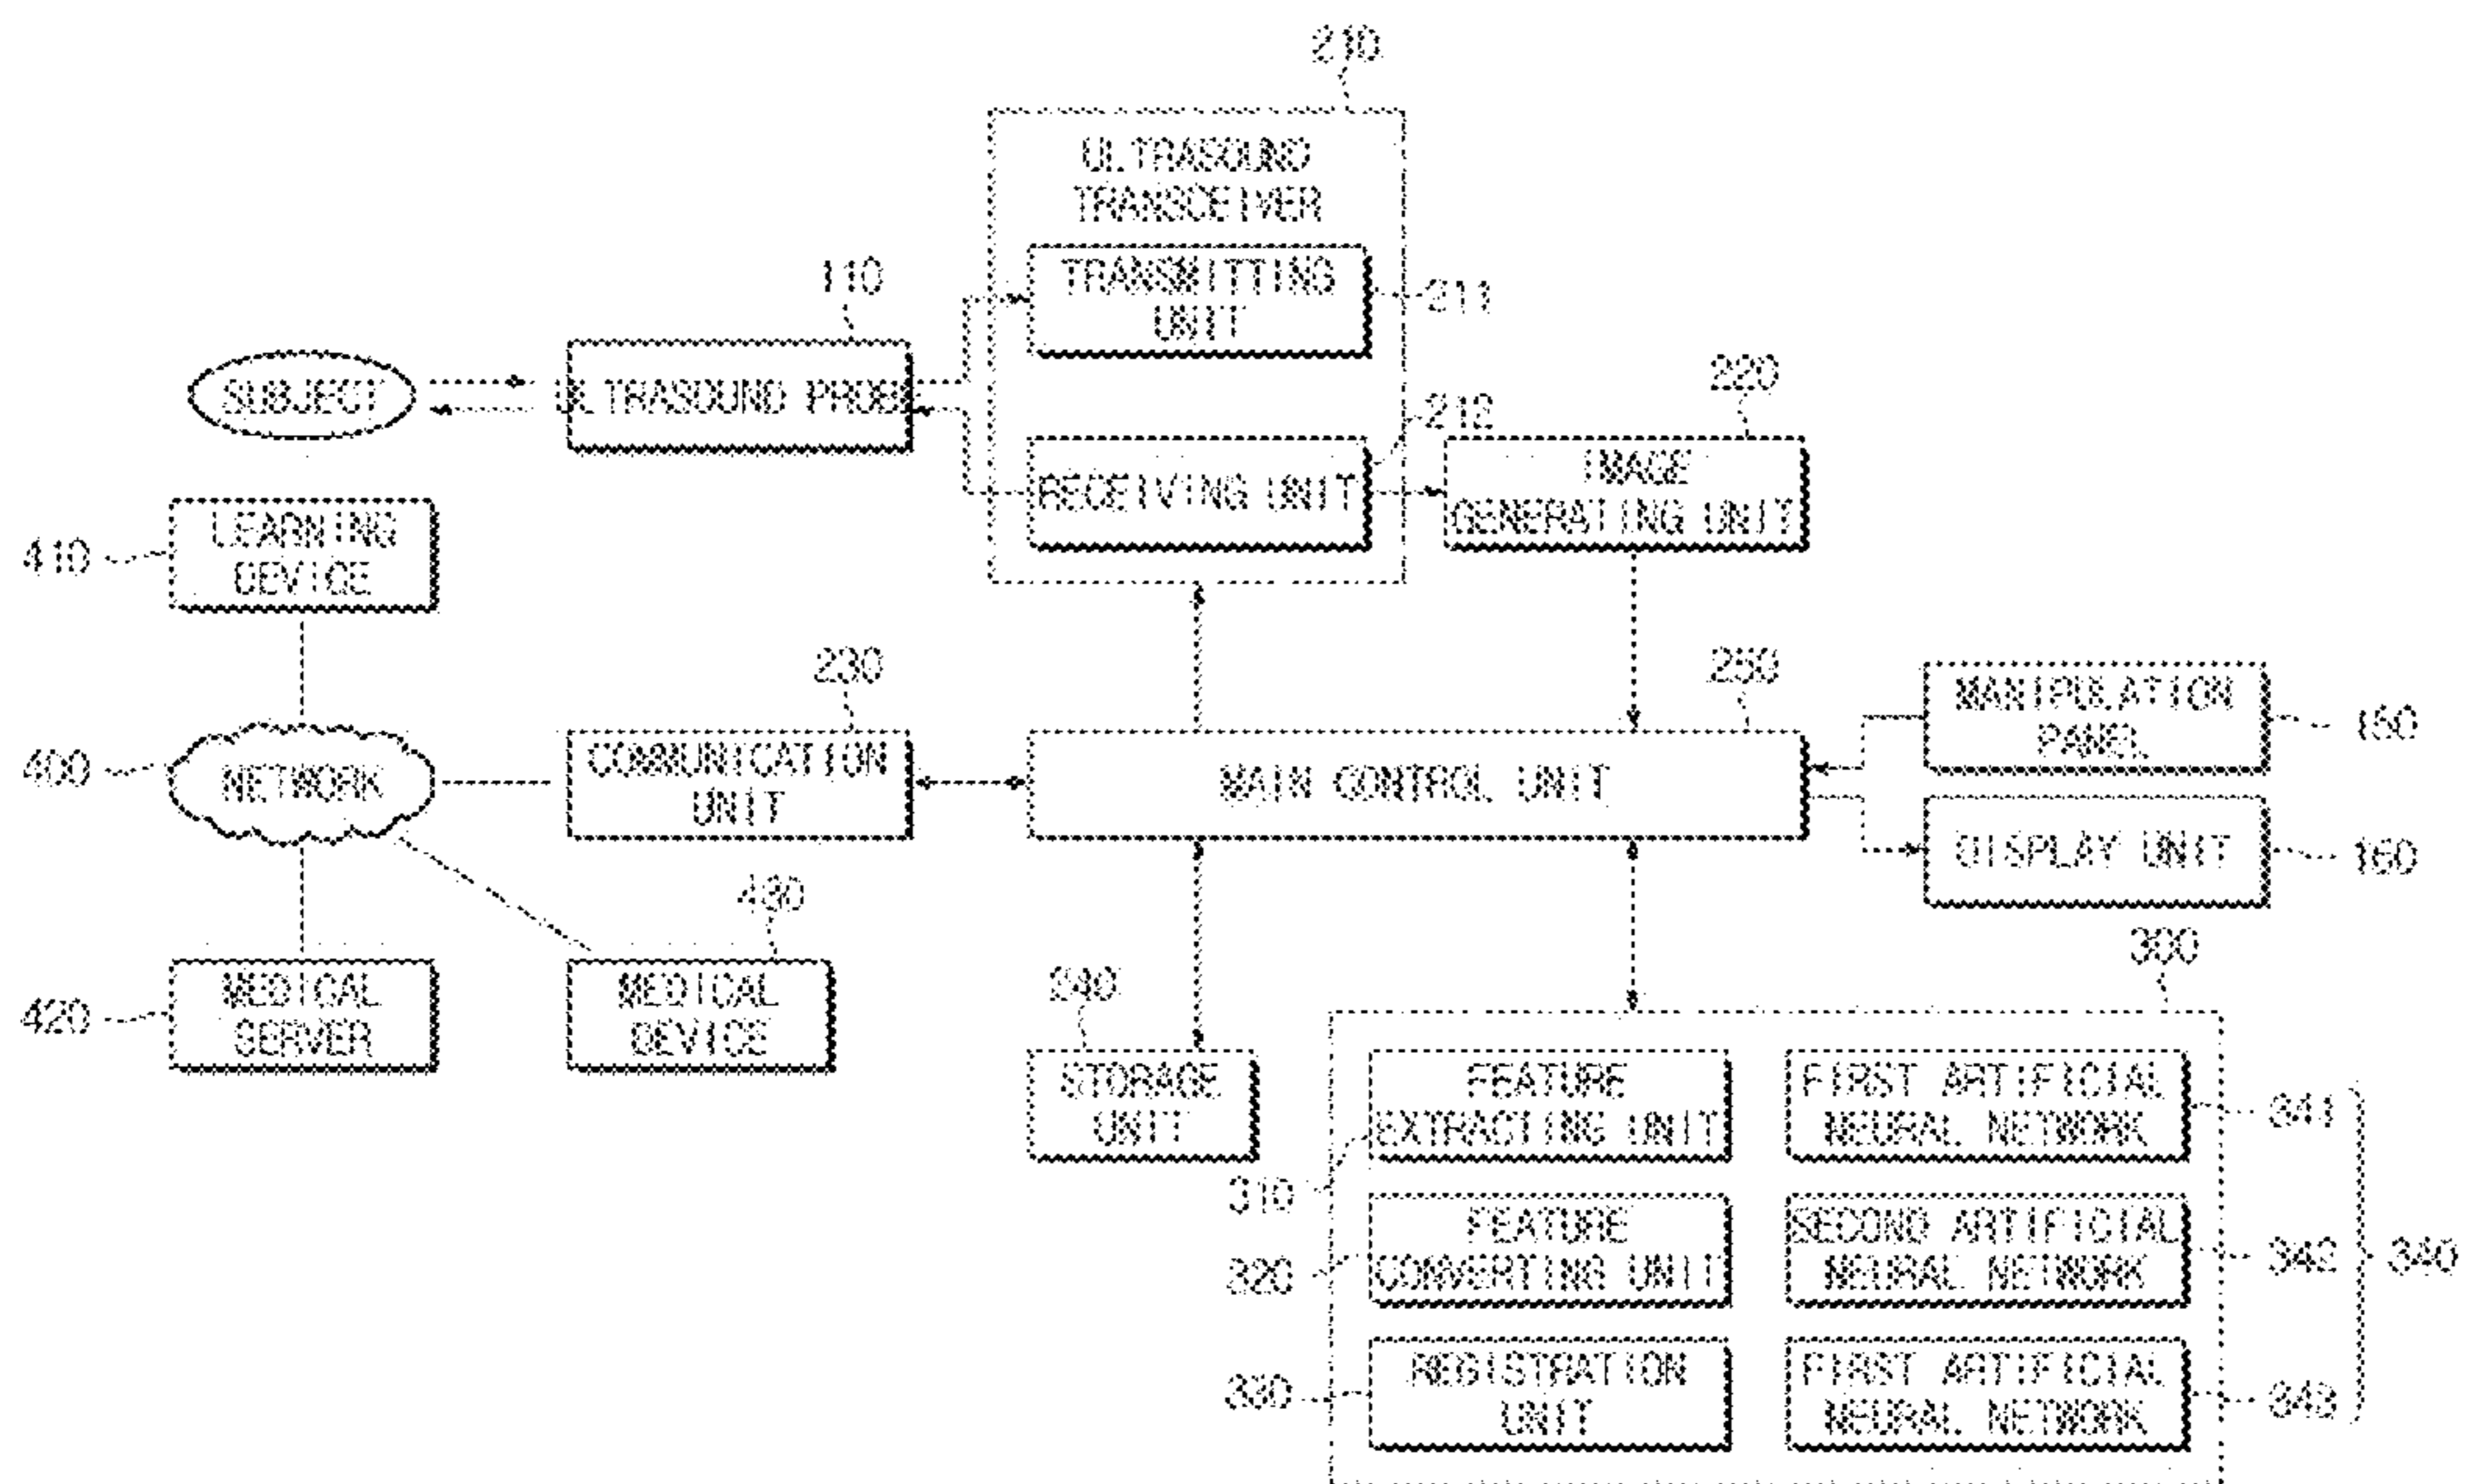 210
ULTRASOUND
TRANSCEIVER
110
TRANSMITTING
UNIT
211
SUBJECT
ULTRASOUND PROBE
220
212
RECEIVING UNIT
IMAGE
GENERATING UNIT
410
LEARNING
DEVICE
230
250
MANIPULATION
PANEL
150
400
NETWORK
COMMUNICATION
UNIT
MAIN CONTROL UNIT
DISPLAY UNIT
160
430
300
420
MEDICAL
SERVER
MEDICAL
DEVICE
240
STORAGE
UNIT
FEATURE
EXTRACTING UNIT
310
FIRST ARTIFICIAL
NEURAL NETWORK
341
FEATURE
CONVERTING UNIT
320
SECOND ARTIFICIAL
NEURAL NETWORK
342
340
REGISTRATION
UNIT
330
FIRST ARTIFICIAL
NEURAL NETWORK
343